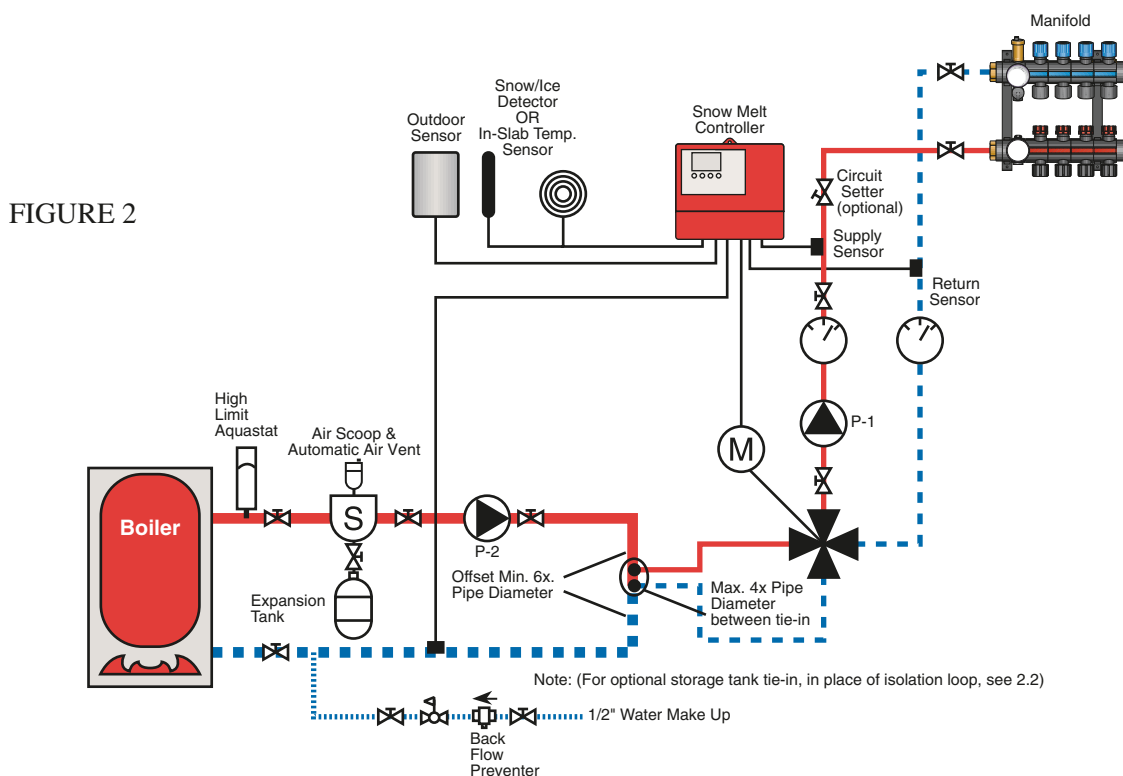 Manifold
Snow/Ice
Detector
OR
In-Slab Temp.
Sensor
Outdoor
Sensor
Snow Melt
Controller
Circuit
Setter
(optional)
FIGURE 2
Supply
Sensor
Return
Sensor
High
Limit
Aquastat
Air Scoop &
Automatic Air Vent
P-1
M
Boiler
S
P-2
Offset Min. 6x.
Pipe Diameter
Max. 4x Pipe
Diameter
between tie-in
Expansion
Tank
Note: (For optional storage tank tie-in, in place of isolation loop, see 2.2)
1/2" Water Make Up
Back
Flow
Preventer